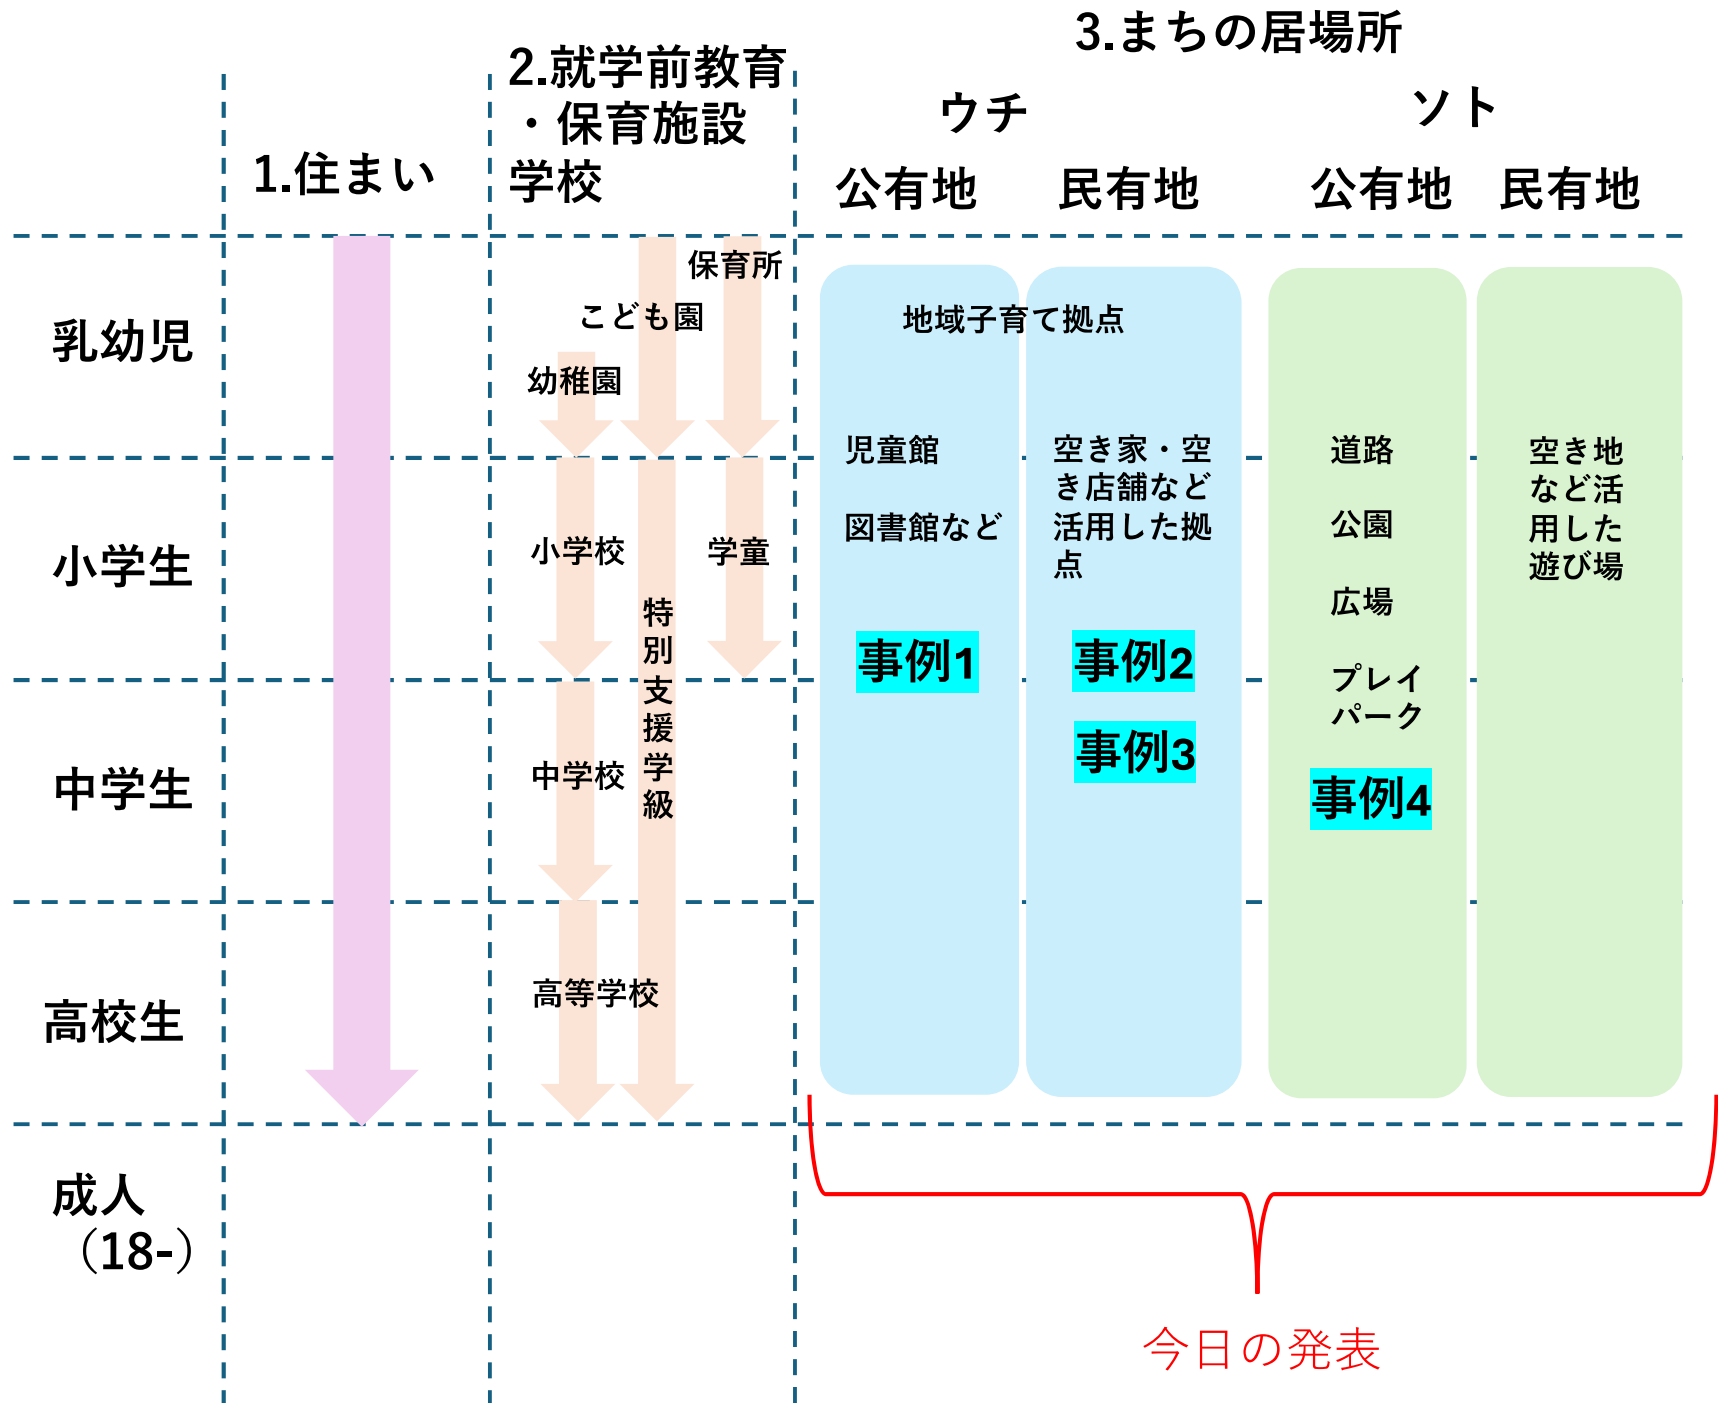 3.まちの居場所
2.就学前教育
・保育施設
学校
1.住まい
ウチ
ソト
公有地
民有地
公有地
民有地
乳幼児
保育所
こども園
幼稚園
地域子育て拠点
小学生
小学校
学童
特別支援学級
児童館
図書館など
空き家・空
き店舗など
活用した拠
点
道路
公園
広場
プレイ
パーク
空き地
など活
用した
遊び場
事例1
事例2
事例3
事例4
中学生
中学校
高校生
高等学校
成人
（18-）
今日の発表